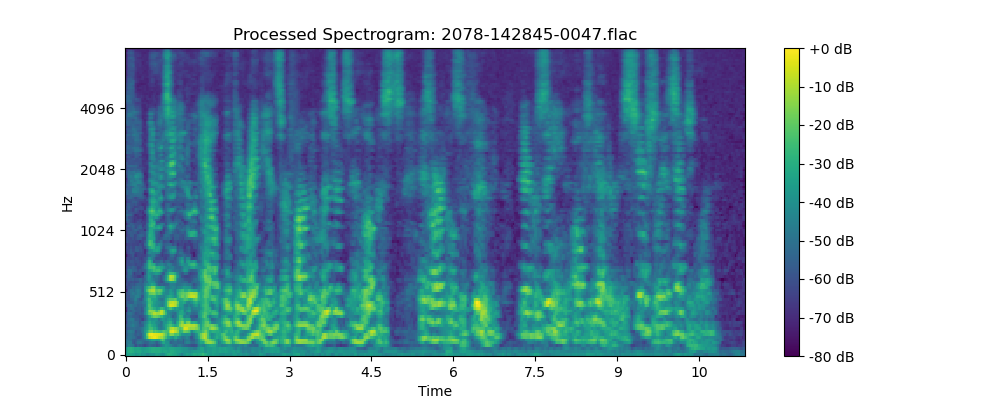 Processed Spectrogram: 2078-142845-0047.flac
Hz
4096
2048
1024
512
0
0 1.5 3 4.5 6 7.5 9 10
Time
+0 dB
-10 dB
-20 dB
-30 dB
-40 dB
-50 dB
-60 dB
-70 dB
-80 dB